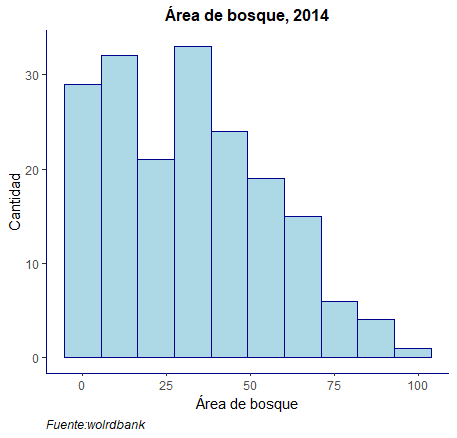 Área de bosque, 2014
Cantidad
30
20
10
0
0 25 50 75 100
Área de bosque
Fuente:wolrdbank